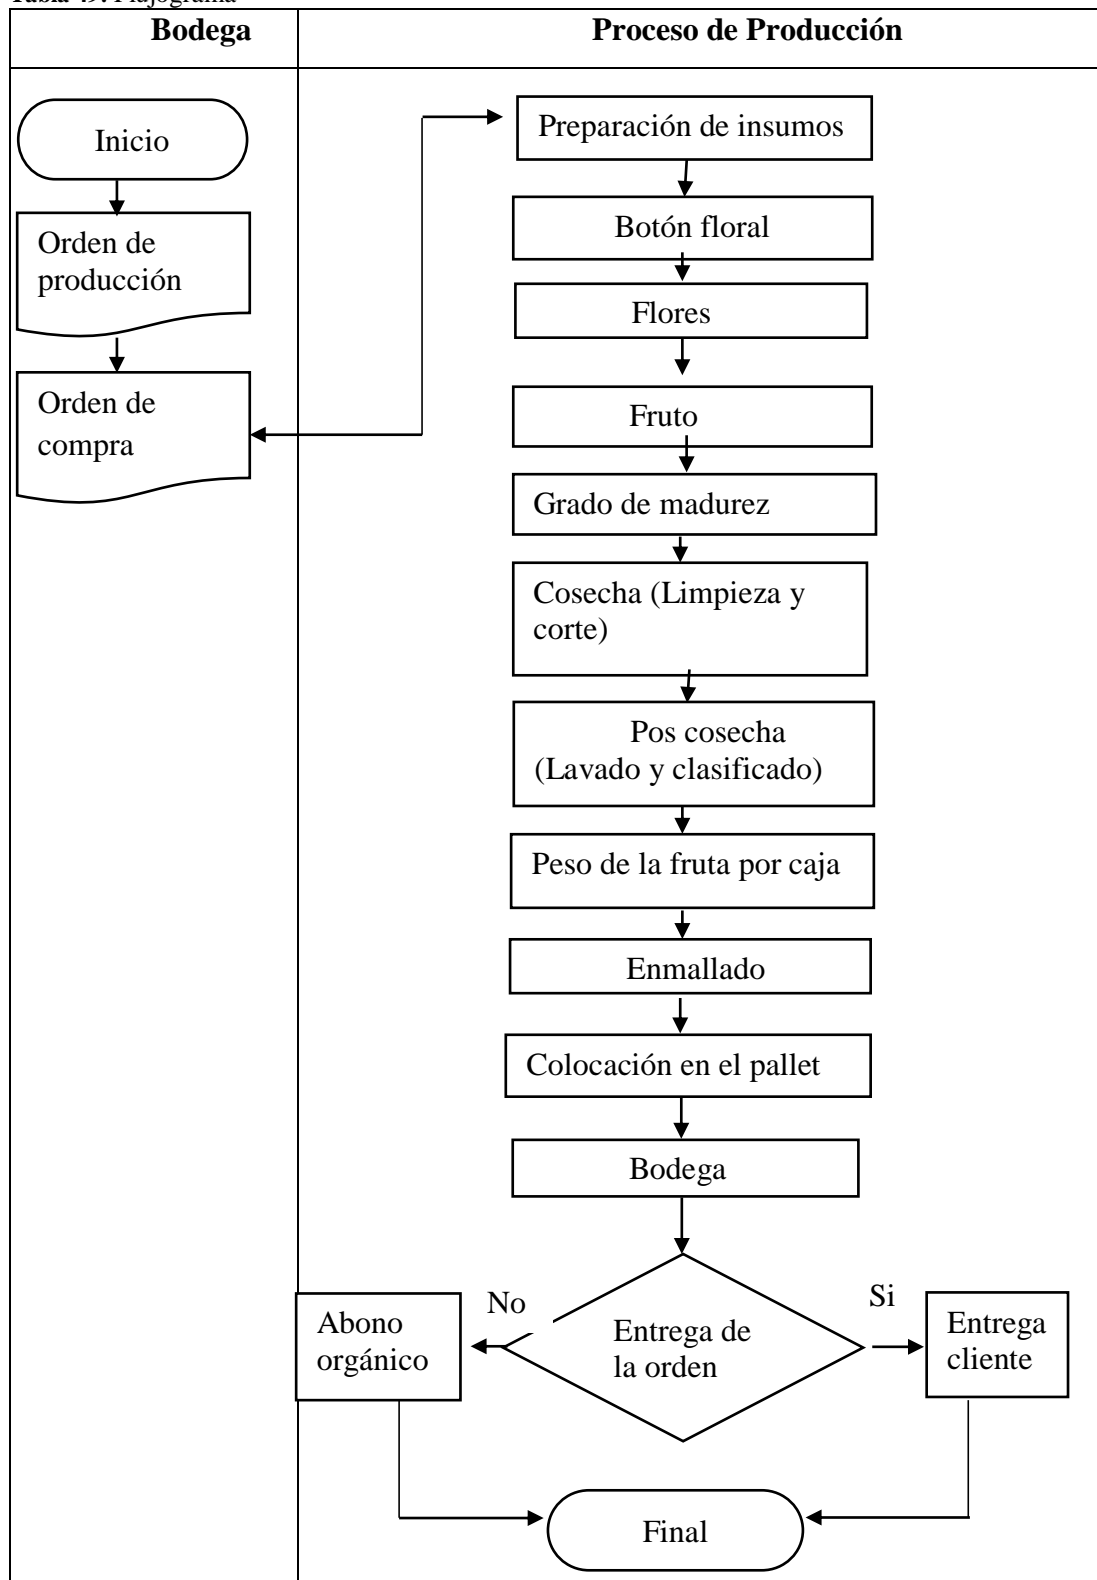 Tabla 49. Flujograma
Bodega
Proceso de Producción
Inicio
Orden de
producción
Orden de
compra
Preparación de insumos
Botón floral
Flores
Fruto
Grado de madurez
Cosecha (Limpieza y
corte)
Pos cosecha
(Lavado y clasificado)
Peso de la fruta por caja
Enmallado
Colocación en el pallet
Bodega
No
Si
Abono
orgánico
Entrega de
la orden
Entrega
cliente
Final